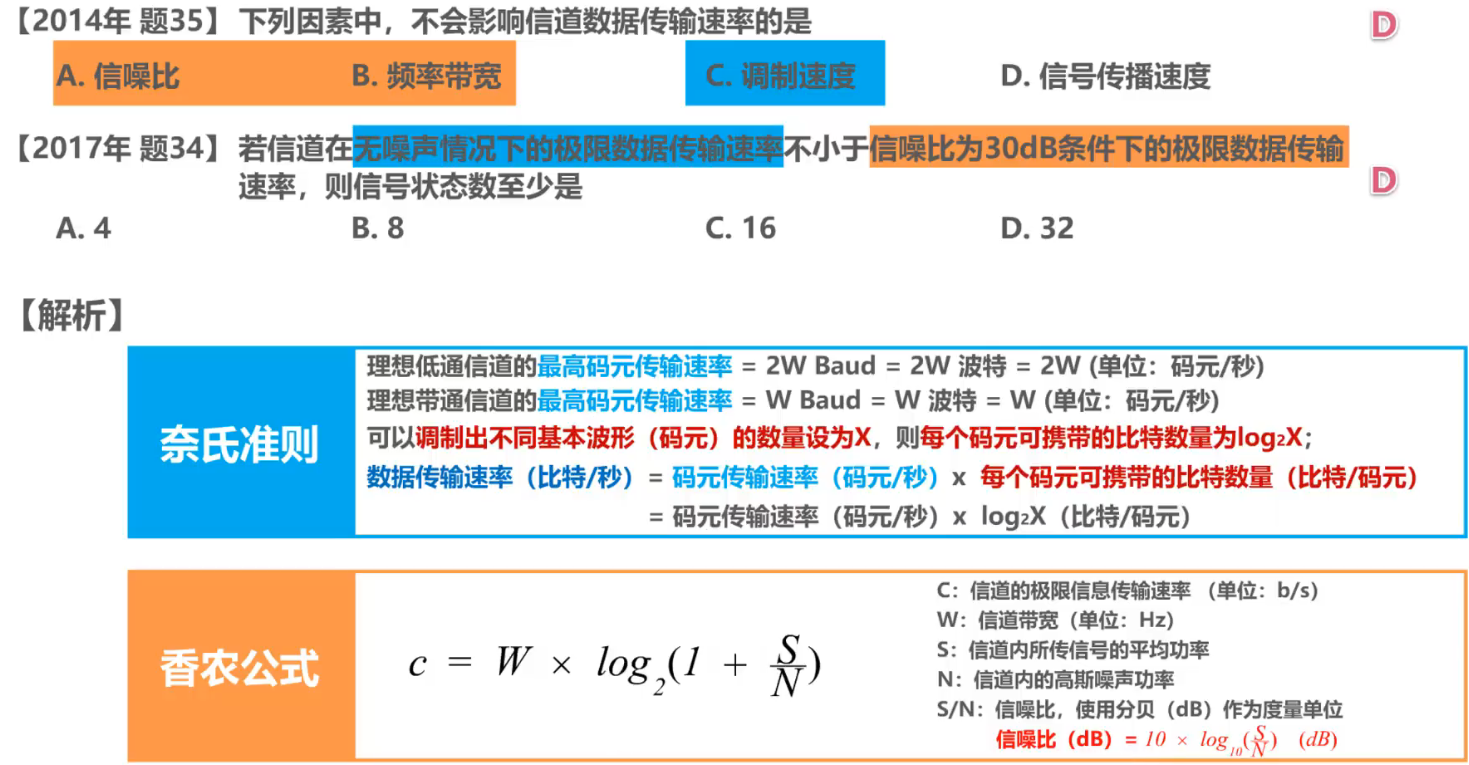 【2014年 题35】 下列因素中，不会影响信道数据传输速率的是 D
A. 信噪比 B. 频率带宽 C. 调制速度 D. 信号传播速度
【2017年 题34】 若信道在无噪声情况下的极限数据传输速率不小于信噪比为30dB条件下的极限数据传输
速率，则信号状态数至少是 D
A. 4 B. 8 C. 16 D. 32
【解析】
奈氏准则
理想低通信道的最高码元传输速率 = 2W Baud = 2W 波特 = 2W (单位：码元/秒)
理想带通信道的最高码元传输速率 = W Baud = W 波特 = W (单位：码元/秒)
可以调制出不同基本波形（码元）的数量设为X，则每个码元可携带的比特数量为log₂X；
数据传输速率（比特/秒） = 码元传输速率（码元/秒）x 每个码元可携带的比特数量（比特/码元）
= 码元传输速率（码元/秒）x log₂X（比特/码元）
香农公式
c = W × log₂(1 + S/N)
C：信道的极限信息传输速率 （单位：b/s）
W：信道带宽（单位：Hz）
S：信道内所传信号的平均功率
N：信道内的高斯噪声功率
S/N：信噪比，使用分贝（dB）作为度量单位
信噪比（dB）= 10 × log₁₀(S/N) (dB)